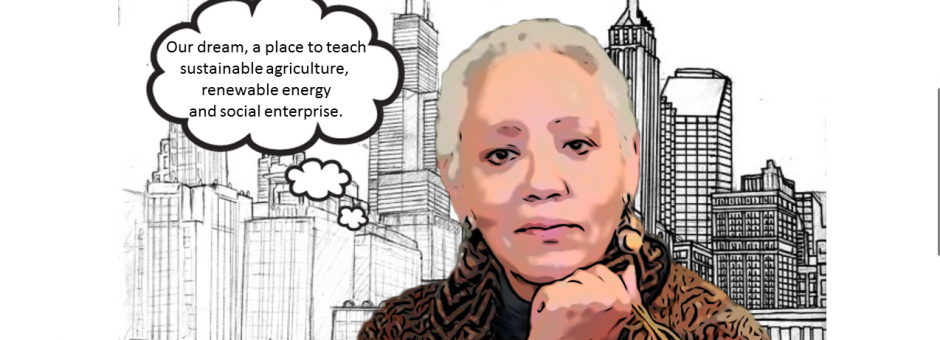 Our dream, a place to teach
sustainable agriculture,
renewable energy
and social enterprise.